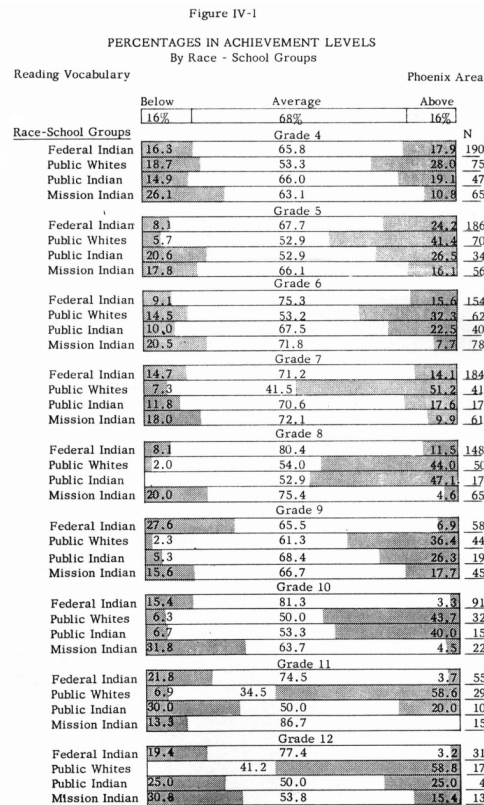 Figure IV-1
PERCENTAGES IN ACHIEVEMENT LEVELS
By Race - School Groups
Reading Vocabulary Phoenix Area
Below Average Above
16% 68% 16%
Race-School Groups Grade 4 N
Federal Indian 16.3 65.8 17.9 190
Public Whites 18.7 53.3 28.0 75
Public Indian 14.9 66.0 19.1 47
Mission Indian 26.1 63.1 10.8 65
Grade 5
Federal Indian 8.1 67.7 24.2 186
Public Whites 5.7 52.9 41.4 70
Public Indian 20.6 52.9 26.5 34
Mission Indian 17.8 66.1 16.1 56
Grade 6
Federal Indian 9.1 75.3 15.6 154
Public Whites 14.5 53.2 32.3 62
Public Indian 10.0 67.5 22.5 40
Mission Indian 20.5 71.8 7.7 78
Grade 7
Federal Indian 14.7 71.2 14.1 184
Public Whites 7.3 41.5 51.2 41
Public Indian 11.8 70.6 17.6 17
Mission Indian 18.0 72.1 9.9 61
Grade 8
Federal Indian 8.1 80.4 11.5 148
Public Whites 2.0 54.0 44.0 50
Public Indian 52.9 47.1 17
Mission Indian 20.0 75.4 4.6 65
Grade 9
Federal Indian 27.6 65.5 6.9 58
Public Whites 2.3 61.3 36.4 44
Public Indian 5.3 68.4 26.3 19
Mission Indian 15.6 66.7 17.7 45
Grade 10
Federal Indian 15.4 81.3 3.3 91
Public Whites 6.3 50.0 43.7 32
Public Indian 6.7 53.3 40.0 15
Mission Indian 31.8 63.7 4.5 22
Grade 11
Federal Indian 21.8 74.5 3.7 55
Public Whites 6.9 34.5 58.6 29
Public Indian 30.0 50.0 20.0 10
Mission Indian 13.3 86.7 15
Grade 12
Federal Indian 19.4 77.4 3.2 31
Public Whites 41.2 58.8 17
Public Indian 25.0 50.0 25.0 4
Mission Indian 30.8 53.8 15.4 13